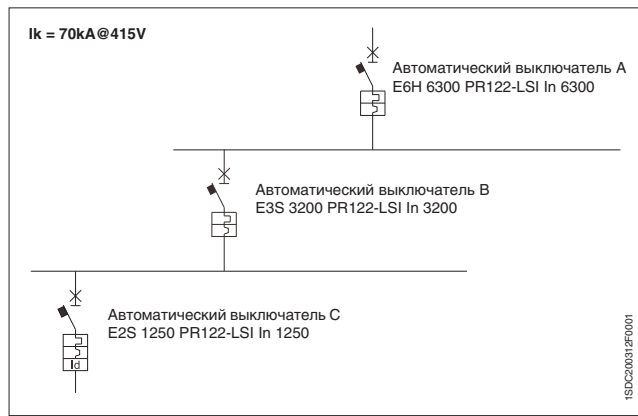 Ik = 70kA@415V
Автоматический выключатель A
E6H 6300 PR122-LSI In 6300
Автоматический выключатель B
E3S 3200 PR122-LSI In 3200
Автоматический выключатель C
E2S 1250 PR122-LSI In 1250
Id
1SDC200312F0001